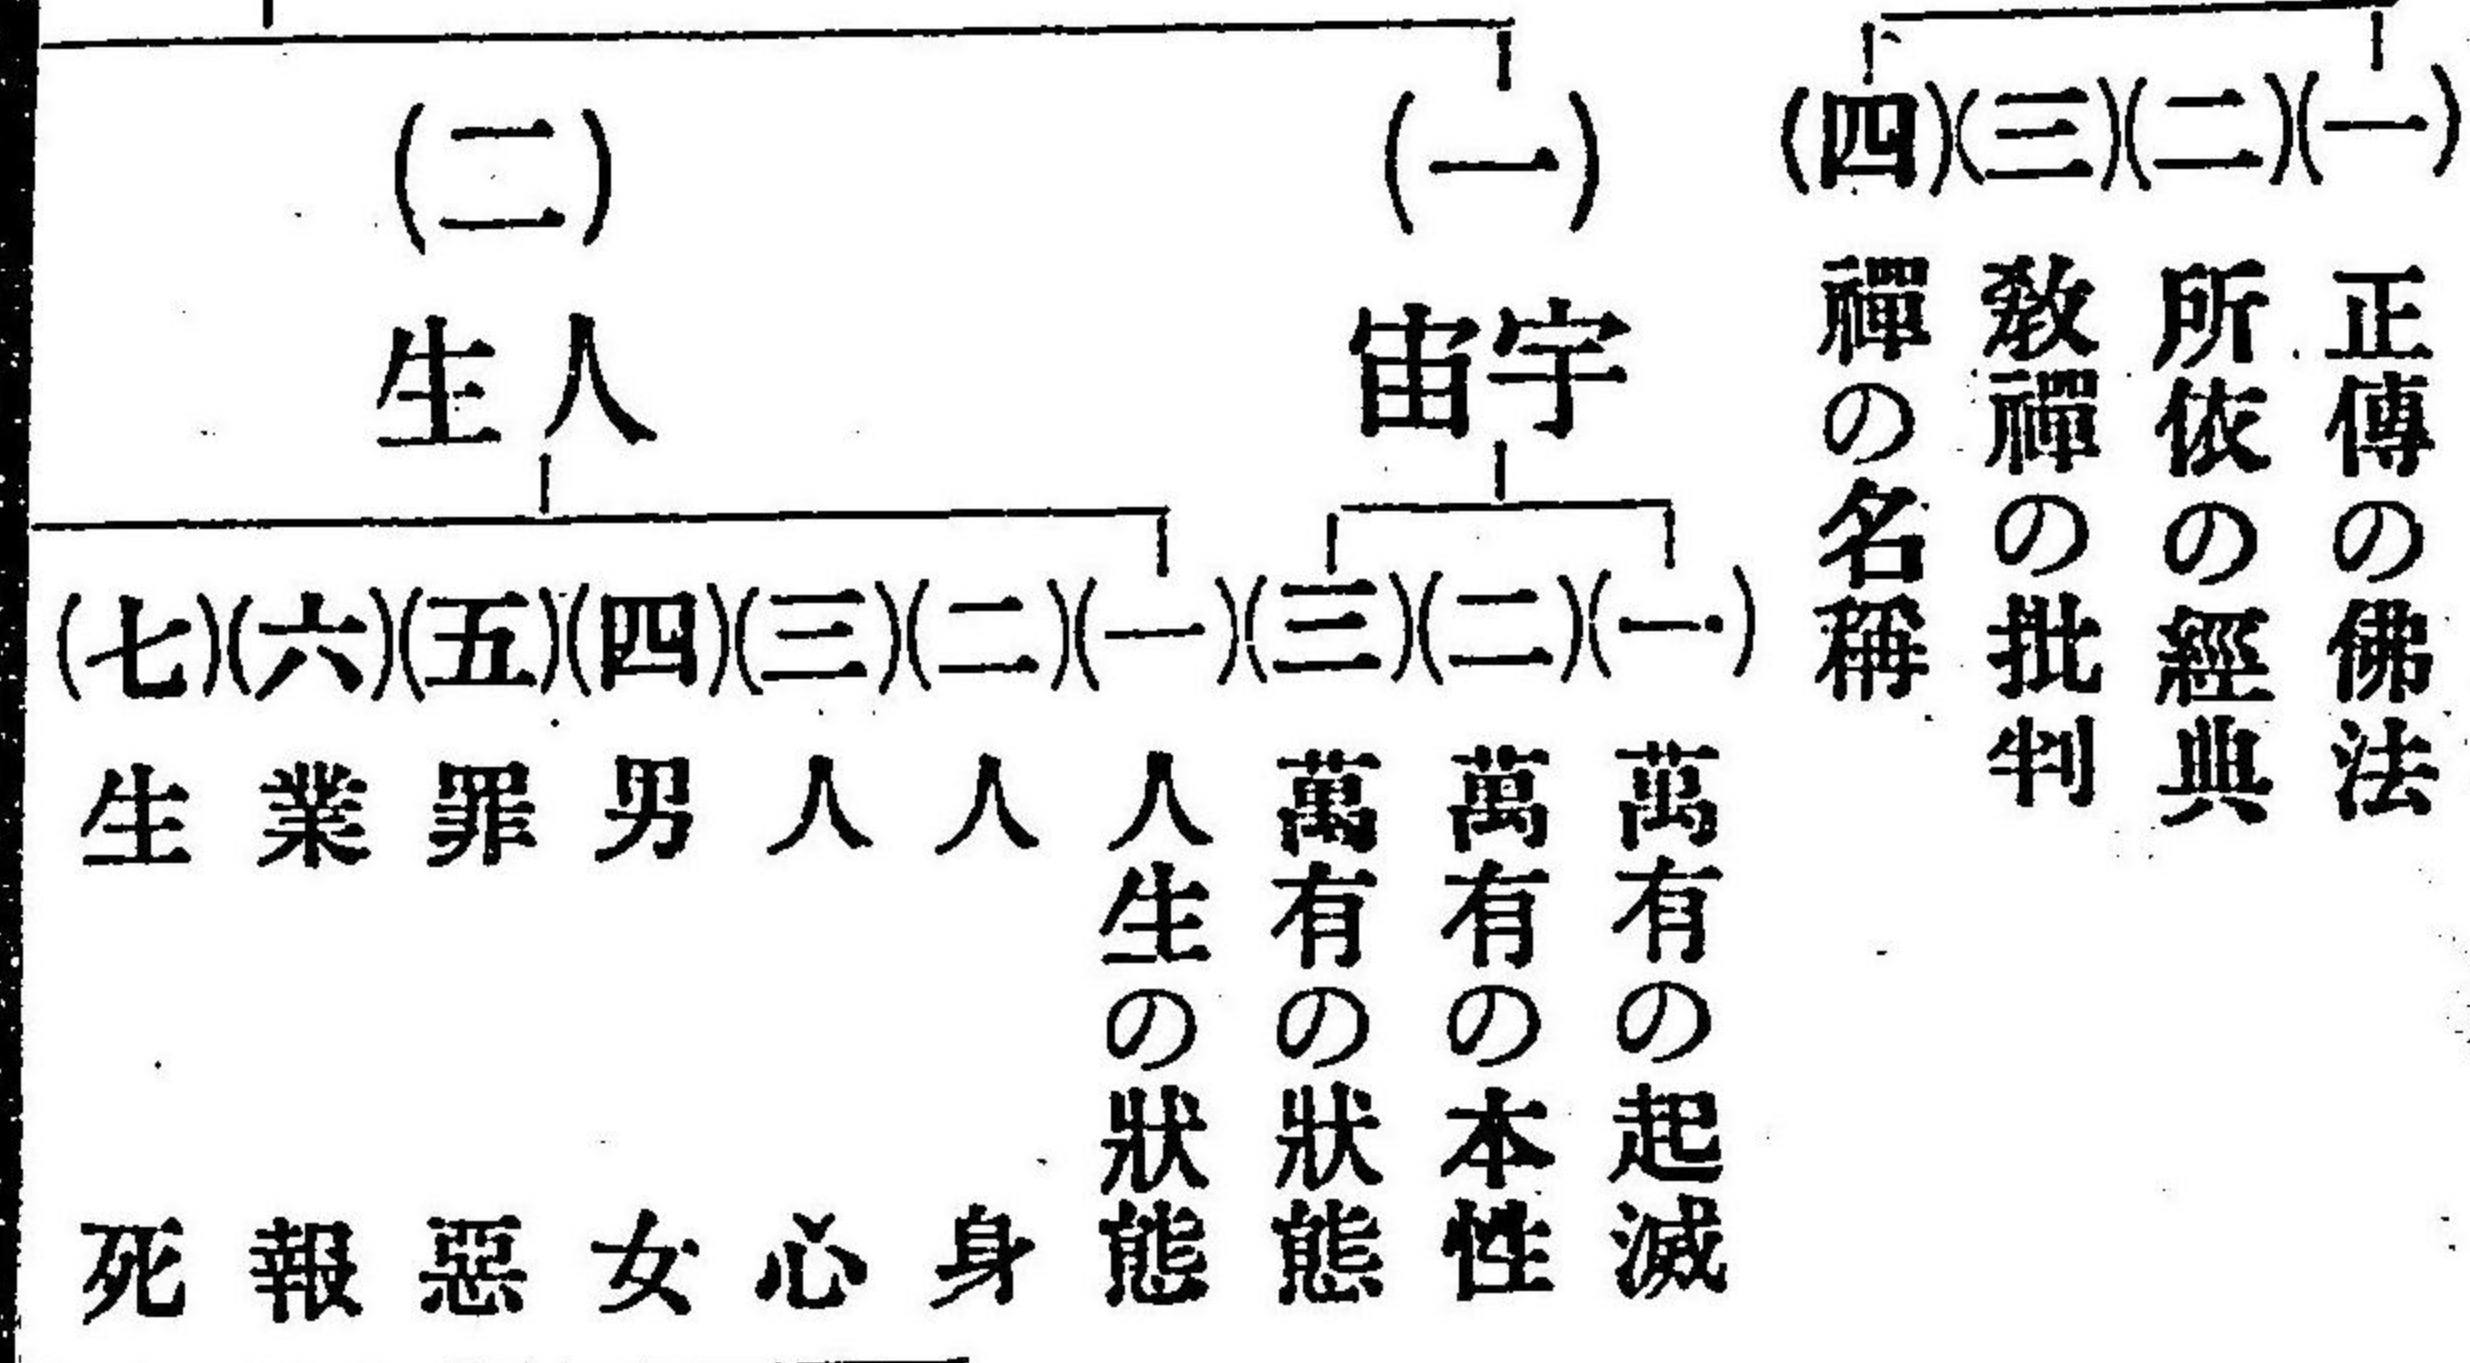 (一)正傳の佛法
(二)所依の經典
(三)敎禪の批判
(四)禪の名稱
(一)宇宙
(一)萬有の起滅
(二)萬有の本性
(三)萬有の狀態
(二)人生
(一)人生の狀態
(二)人身
(三)人心
(四)男女
(五)罪惡
(六)業報
(七)生死